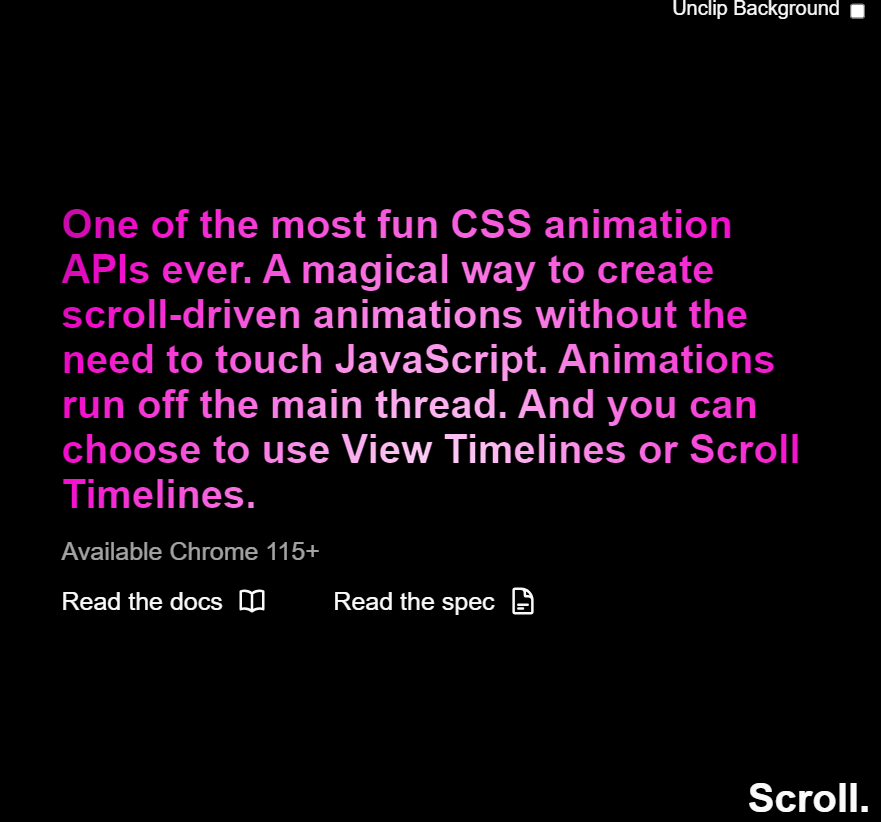 Unclip Background
One of the most fun CSS animation
APIs ever. A magical way to create
scroll-driven animations without the
need to touch JavaScript. Animations
run off the main thread. And you can
choose to use View Timelines or Scroll
Timelines.
Available Chrome 115+
Read the docs
Read the spec
Scroll.